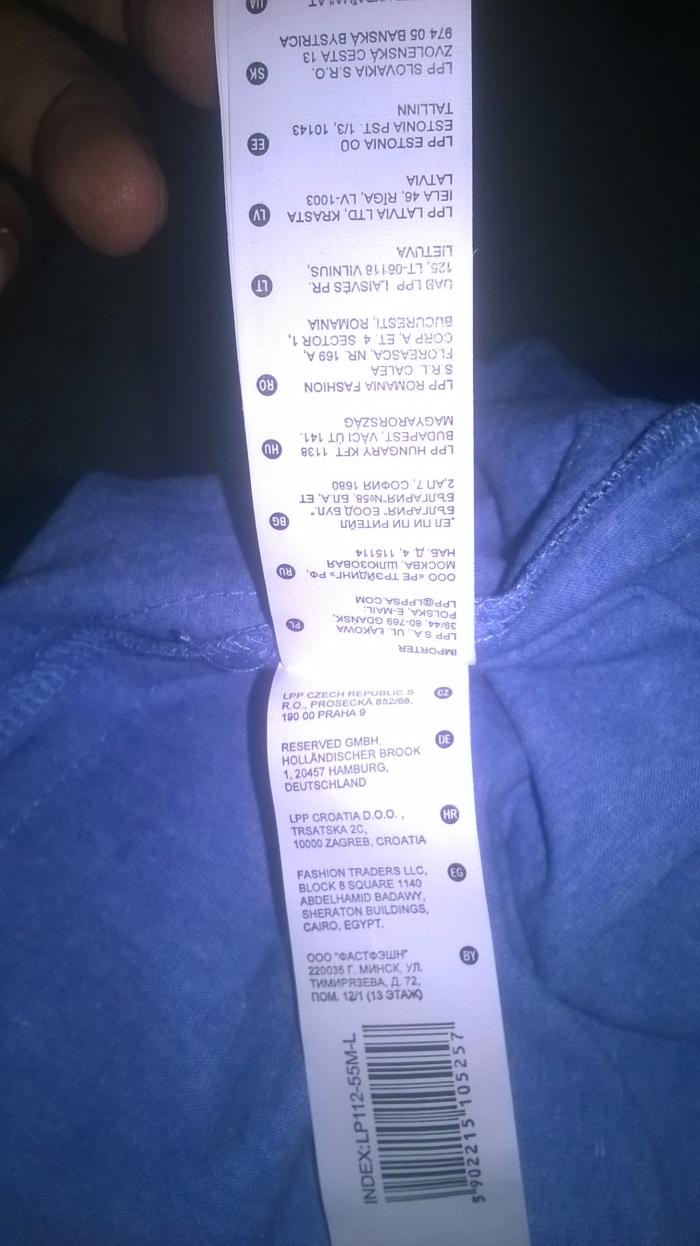 IMPORTER
LPP S.A., UL. ŁĄKOWA
39/44, 80-769 GDAŃSK,
POLSKA, E-MAIL:
LPP@LPPSA.COM
PL
ООО «РЕ ТРЭЙДИНГ» РФ,
МОСКВА, ШЛЮЗОВАЯ
НАБ. Д. 4, 115114
RU
„ЕЛ ПИ ПИ РИТЕЙЛ
БЪЛГАРИЯ" ЕООД БУЛ."
БЪЛГАРИЯ"№58, БЛ.А, ЕТ
2,АП.7, СОФИЯ 1680
BG
LPP HUNGARY KFT. 1138
BUDAPEST, VÁCI ÚT 141.
MAGYARORSZÁG
HU
LPP ROMANIA FASHION
S.R.L. CALEA
FLOREASCA, NR. 169 A,
CORP A, ET. 4 SECTOR 1,
BUCURESTI, ROMANIA
RO
UAB LPP LAISVĖS PR.
125, LT-06118 VILNIUS,
LIETUVA
LT
LPP LATVIA LTD, KRASTA
IELA 46, RĪGA, LV-1003
LATVIA
LV
LPP ESTONIA OÜ
ESTONIA PST. 1/3, 10143
TALLINN
EE
LPP SLOVAKIA S.R.O.
ZVOLENSKÁ CESTA 13
974 05 BANSKÁ BYSTRICA
SK
UA
LPP CZECH REPUBLIC S
R.O., PROSECKÁ 852/66,
190 00 PRAHA 9
CZ
RESERVED GMBH,
HOLLÄNDISCHER BROOK
1, 20457 HAMBURG,
DEUTSCHLAND
DE
LPP CROATIA D.O.O. ,
TRSATSKA 2C,
10000 ZAGREB, CROATIA
HR
FASHION TRADERS LLC,
BLOCK 8 SQUARE 1140
ABDELHAMID BADAWY,
SHERATON BUILDINGS,
CAIRO, EGYPT.
EG
ООО "ФАСТФЭШН"
220035 Г. МИНСК, УЛ.
ТИМИРЯЗЕВА, Д. 72,
ПОМ. 12/1 (13 ЭТАЖ)
BY
INDEX:LP112-55M-L
5 902215 105257